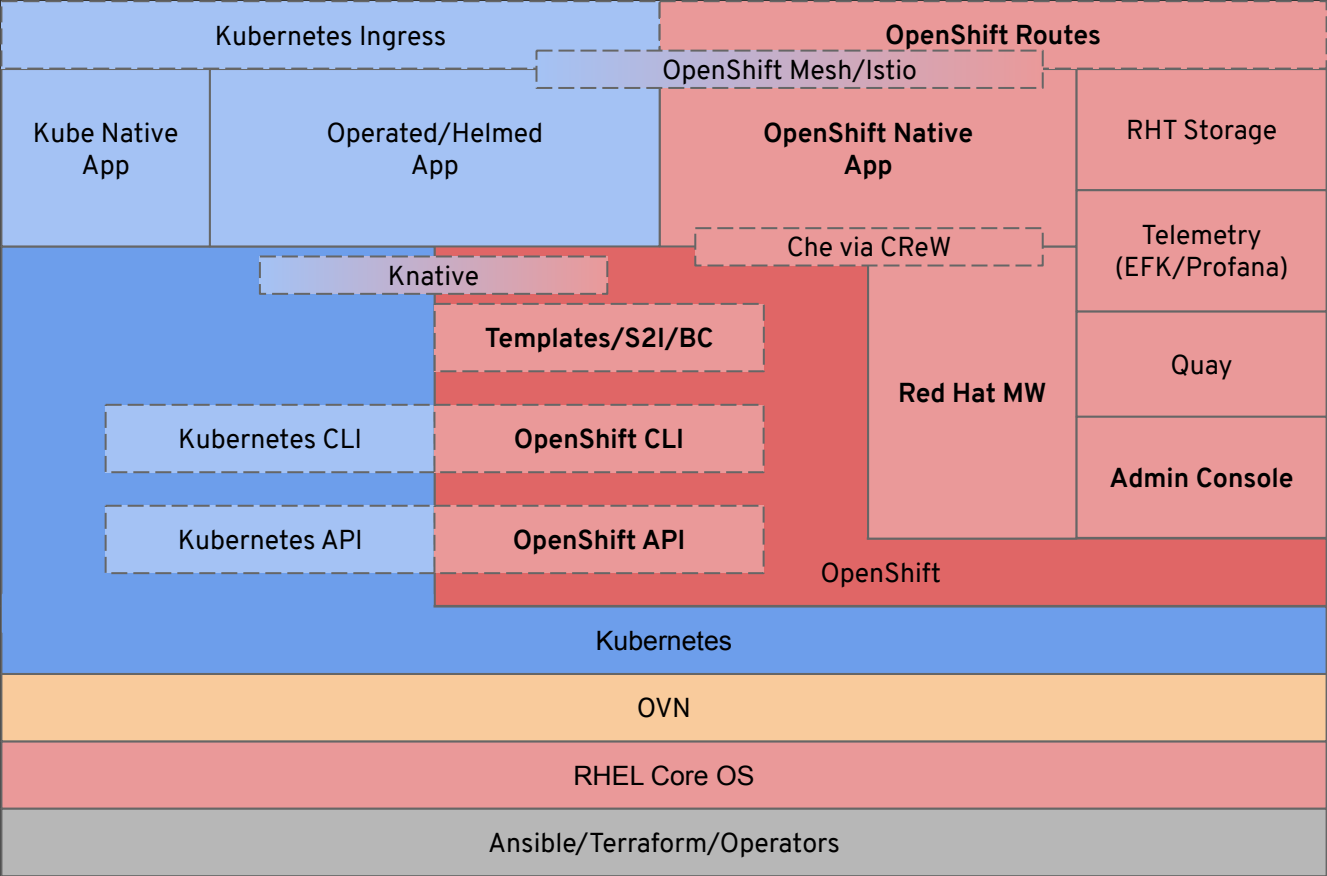 Kubernetes Ingress
OpenShift Routes
OpenShift Mesh/Istio
Kube Native
App
Operated/Helmed
App
OpenShift Native
App
RHT Storage
Che via CReW
Telemetry
(EFK/Profana)
Knative
Templates/S2I/BC
Quay
Red Hat MW
Kubernetes CLI
OpenShift CLI
Admin Console
Kubernetes API
OpenShift API
OpenShift
Kubernetes
OVN
RHEL Core OS
Ansible/Terraform/Operators